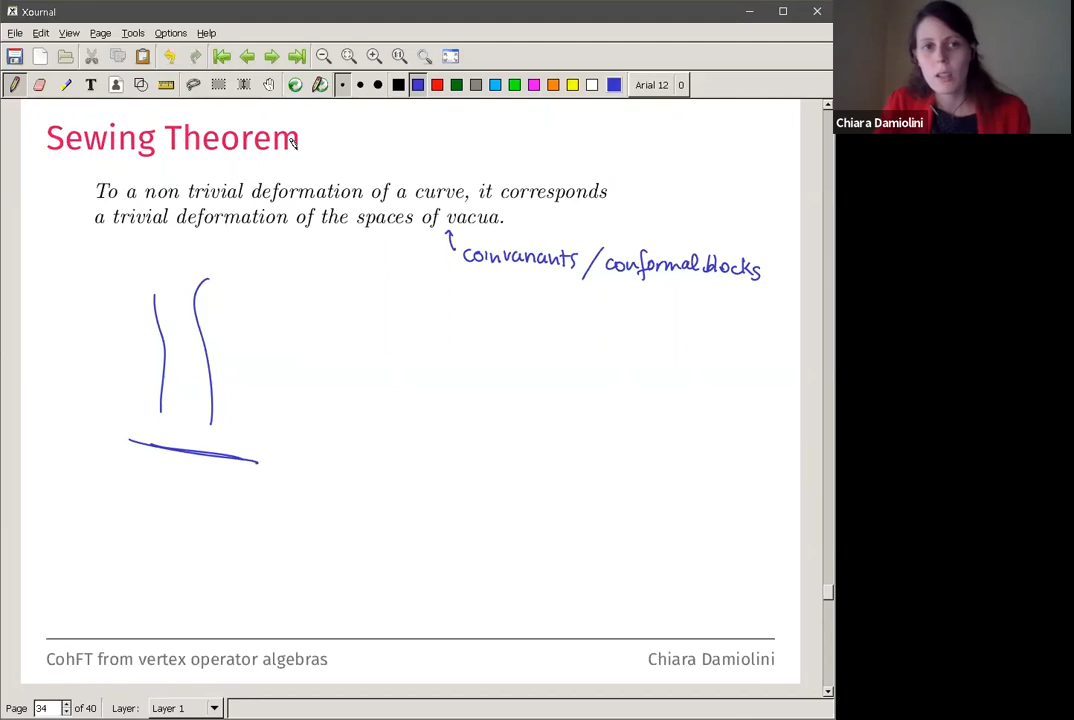 Xournal
File Edit View Page Tools Options Help
T
Arial 12 0
Chiara Damiolini
Sewing Theorem
To a non trivial deformation of a curve, it corresponds
a trivial deformation of the spaces of vacua.
coinvariants / conformal blocks
CohFT from vertex operator algebras
Chiara Damiolini
Page 34 of 40 Layer: Layer 1